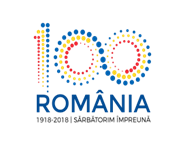 100
ROMÂNIA
1918-2018 | SĂRBĂTORIM ÎMPREUNĂ